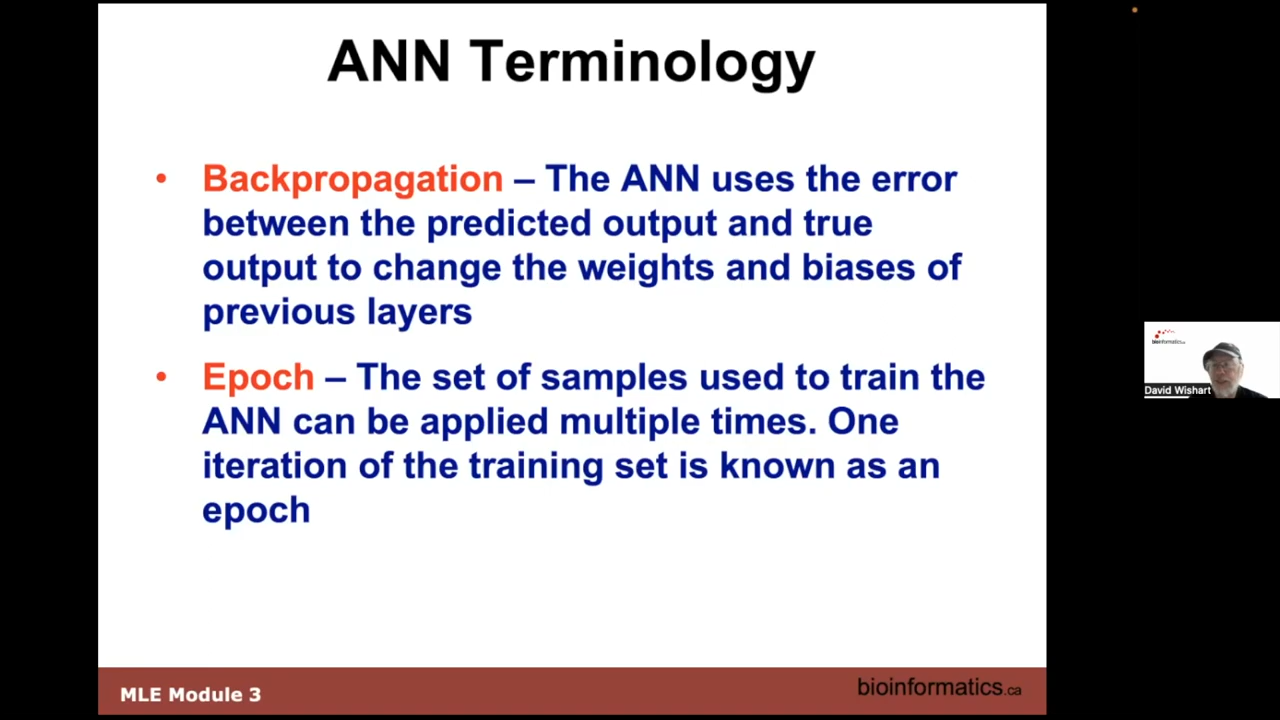 ANN Terminology
• Backpropagation – The ANN uses the error
between the predicted output and true
output to change the weights and biases of
previous layers
• Epoch – The set of samples used to train the
ANN can be applied multiple times. One
iteration of the training set is known as an
epoch
MLE Module 3
bioinformatics.ca
bioinformatics.ca
David Wishart